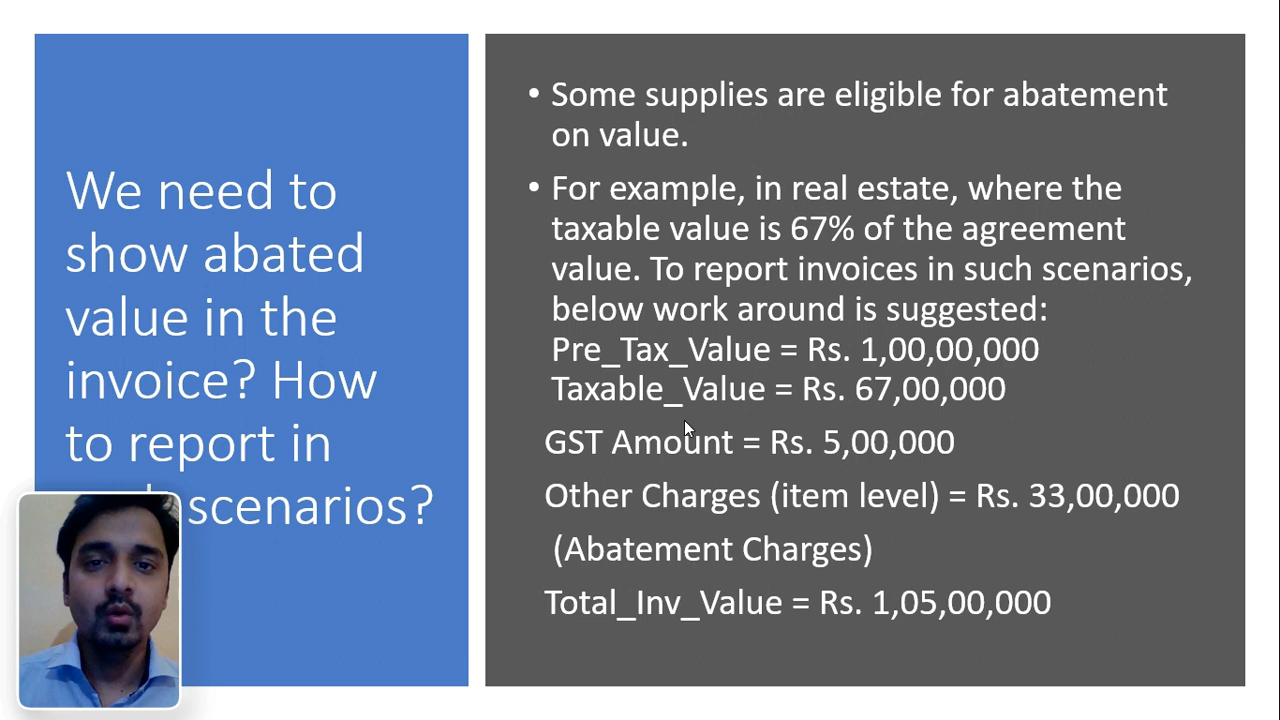 We need to
show abated
value in the
invoice? How
to report in
scenarios?
• Some supplies are eligible for abatement
on value.
• For example, in real estate, where the
taxable value is 67% of the agreement
value. To report invoices in such scenarios,
below work around is suggested:
Pre_Tax_Value = Rs. 1,00,00,000
Taxable_Value = Rs. 67,00,000
GST Amount = Rs. 5,00,000
Other Charges (item level) = Rs. 33,00,000
(Abatement Charges)
Total_Inv_Value = Rs. 1,05,00,000